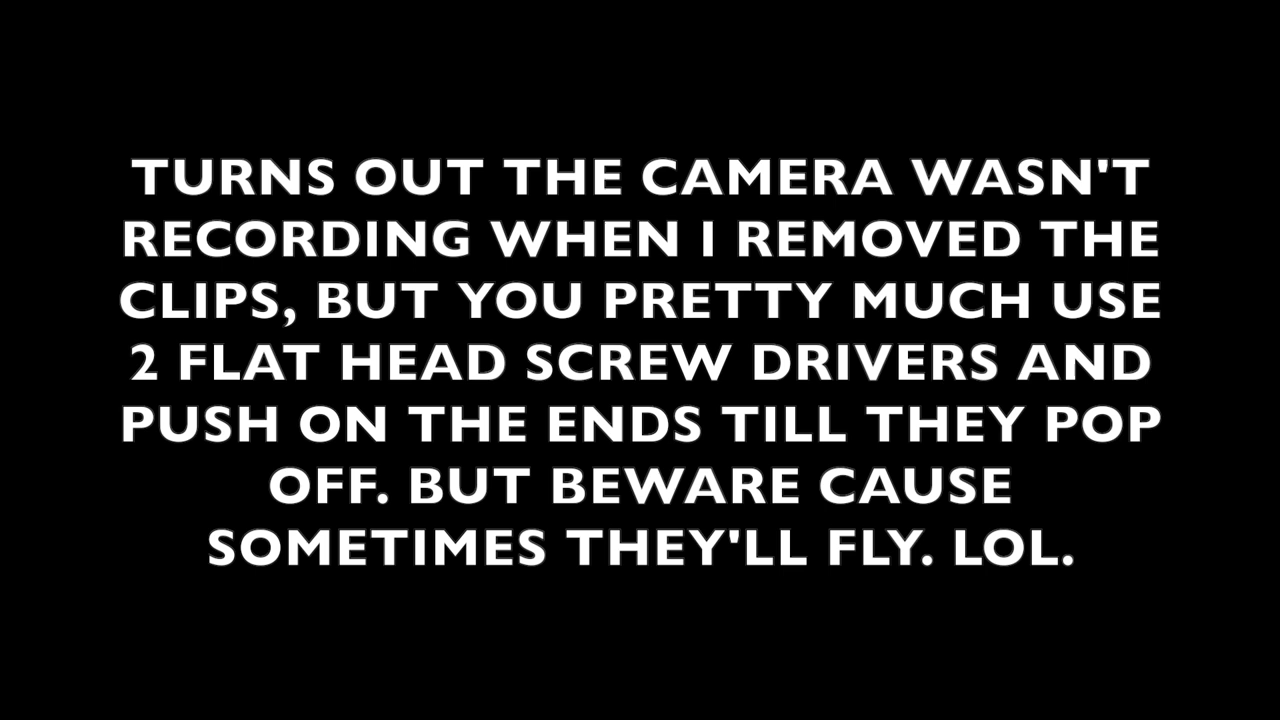 TURNS OUT THE CAMERA WASN'T
RECORDING WHEN I REMOVED THE
CLIPS, BUT YOU PRETTY MUCH USE
2 FLAT HEAD SCREW DRIVERS AND
PUSH ON THE ENDS TILL THEY POP
OFF. BUT BEWARE CAUSE
SOMETIMES THEY'LL FLY. LOL.